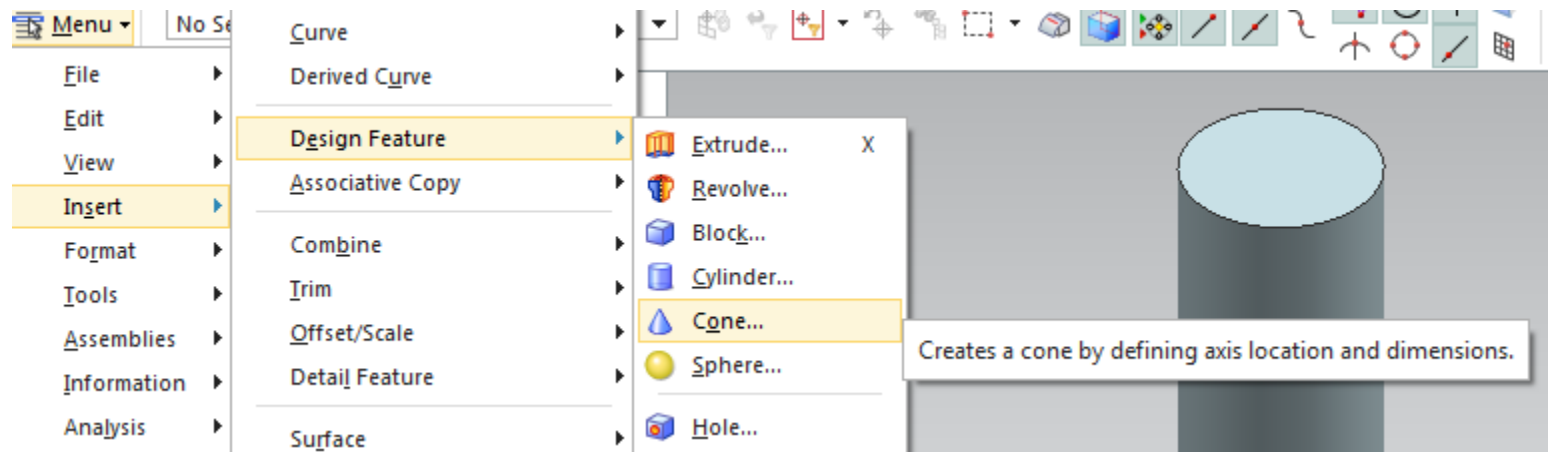 Menu
No Se
File
Edit
View
Insert
Format
Tools
Assemblies
Information
Analysis
Curve
Derived Curve
Design Feature
Associative Copy
Combine
Trim
Offset/Scale
Detail Feature
Surface
Extrude... X
Revolve...
Block...
Cylinder...
Cone...
Sphere...
Hole...
Creates a cone by defining axis location and dimensions.